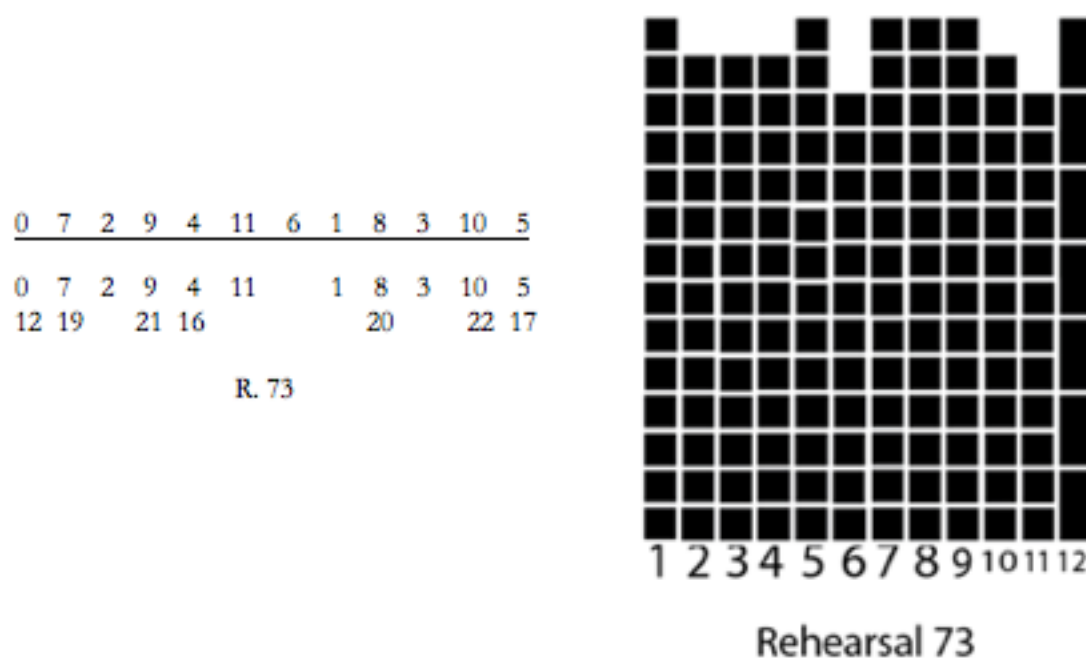 0 7 2 9 4 11 6 1 8 3 10 5
0 7 2 9 4 11 1 8 3 10 5
12 19 21 16 20 22 17
R. 73
1 2 3 4 5 6 7 8 9 10 11 12
Rehearsal 73